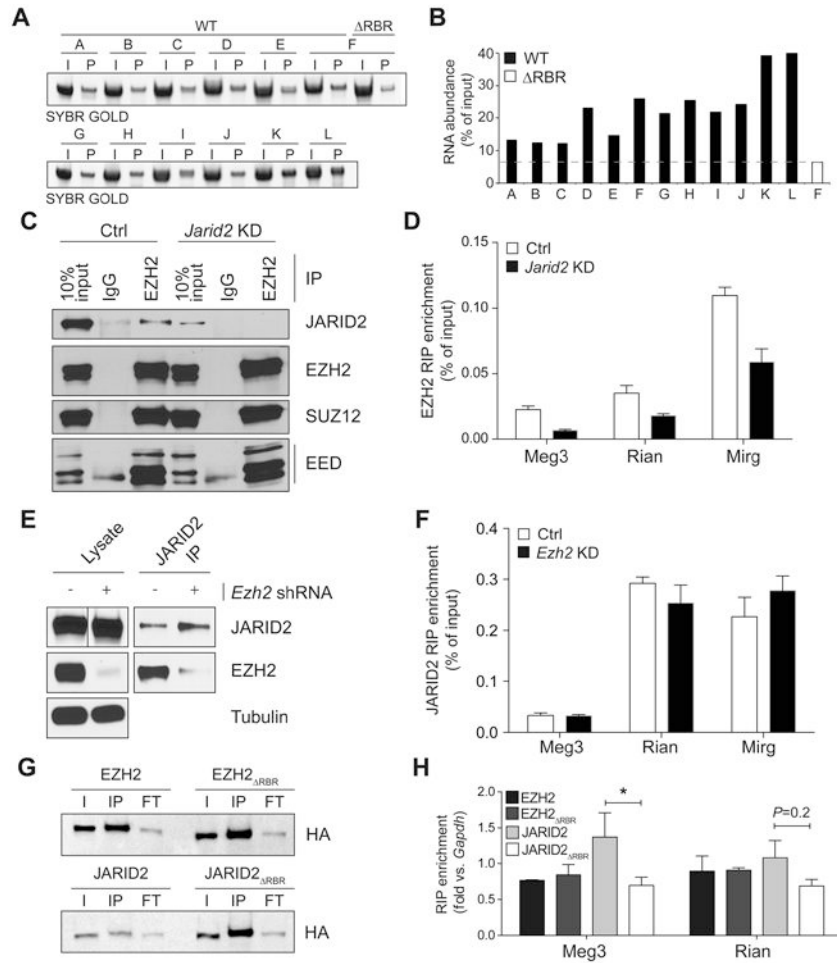 A
WT
ΔRBR
A B C D E F
I P I P I P I P I P I P I P
SYBR GOLD
G H I J K L
I P I P I P I P I P I P
SYBR GOLD
B
WT
ΔRBR
RNA abundance
(% of input)
40
20
0
A B C D E F G H I J K L F
C
Ctrl
Jarid2 KD
10% input
IgG
EZH2
10% input
IgG
EZH2
IP
JARID2
EZH2
SUZ12
EED
D
Ctrl
Jarid2 KD
EZH2 RIP enrichment
(% of input)
0.15
0.10
0.05
0.00
Meg3 Rian Mirg
E
Lysate
JARID2 IP
- + - + Ezh2 shRNA
JARID2
EZH2
Tubulin
F
Ctrl
Ezh2 KD
JARID2 RIP enrichment
(% of input)
0.4
0.3
0.2
0.1
0.0
Meg3 Rian Mirg
G
EZH2 EZH2ΔRBR
I IP FT I IP FT
HA
JARID2 JARID2ΔRBR
I IP FT I IP FT
HA
H
EZH2
EZH2ΔRBR
JARID2
JARID2ΔRBR
*
P=0.2
RIP enrichment
(fold vs. Gapdh)
2.0
1.5
1.0
0.5
0.0
Meg3 Rian